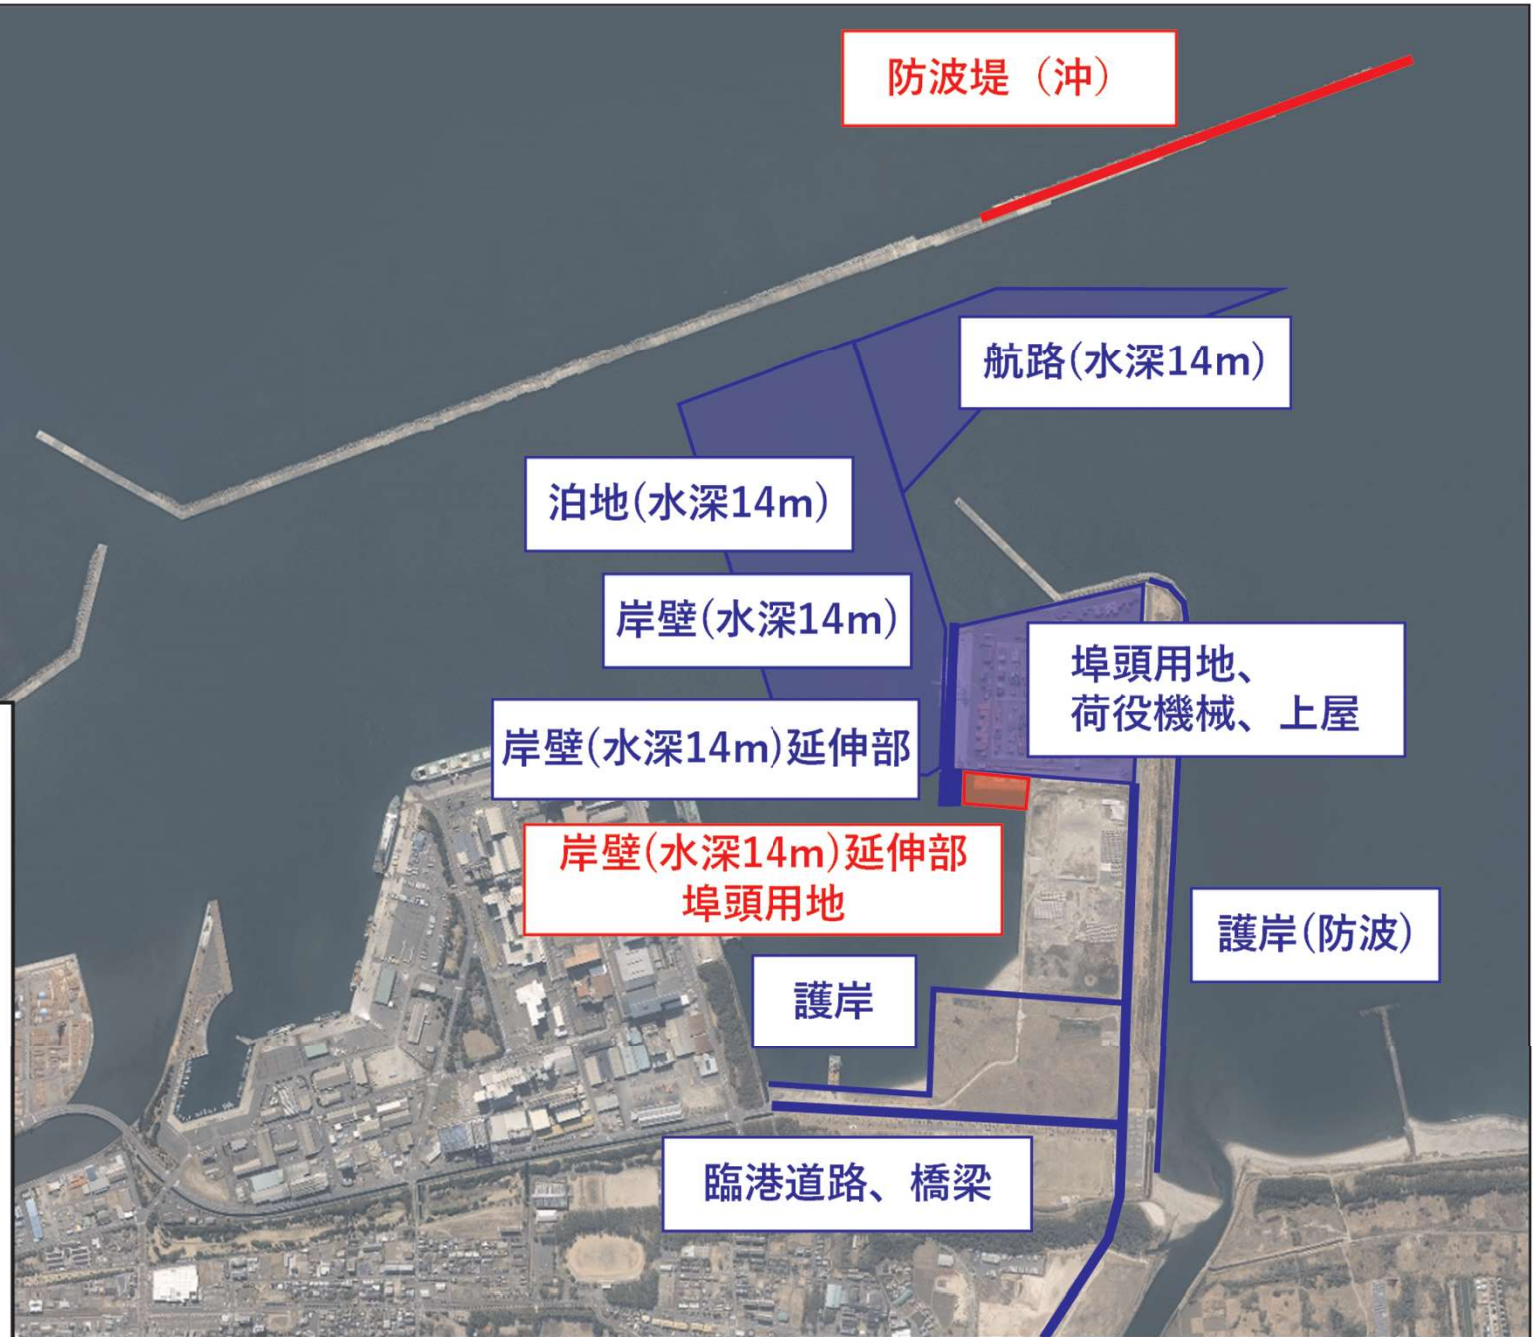 防波堤（沖）
航路(水深14m)
泊地(水深14m)
岸壁(水深14m)
埠頭用地、
荷役機械、上屋
岸壁(水深14m)延伸部
岸壁(水深14m)延伸部
埠頭用地
護岸(防波)
護岸
臨港道路、橋梁